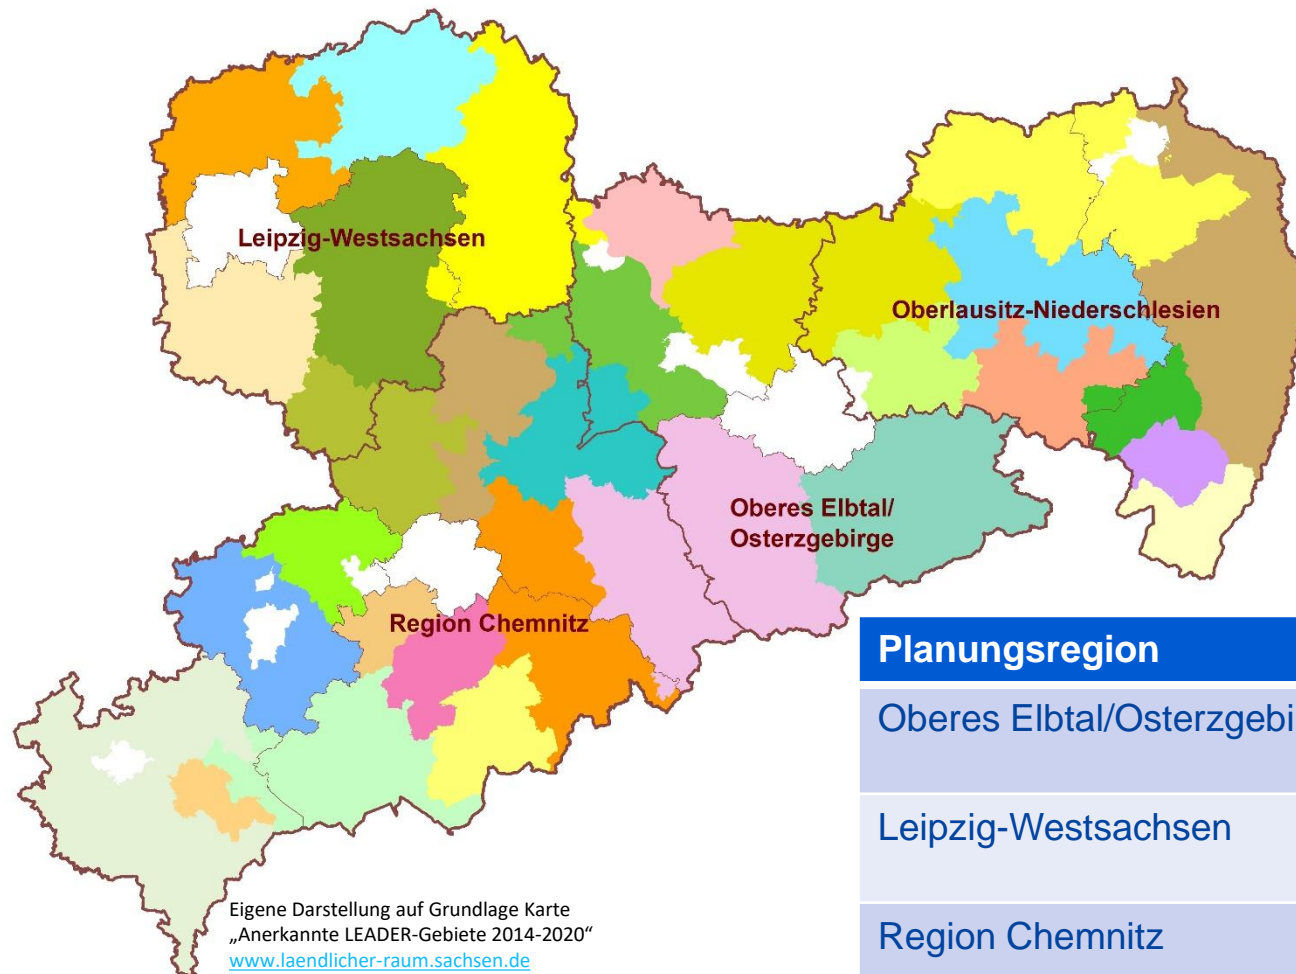 Leipzig-Westsachsen
Oberlausitz-Niederschlesien
Oberes Elbtal/
Osterzgebirge
Region Chemnitz
Planungsregion
Oberes Elbtal/Osterzgebi
Leipzig-Westsachsen
Region Chemnitz
Eigene Darstellung auf Grundlage Karte
„Anerkannte LEADER-Gebiete 2014-2020“
www.laendlicher-raum.sachsen.de